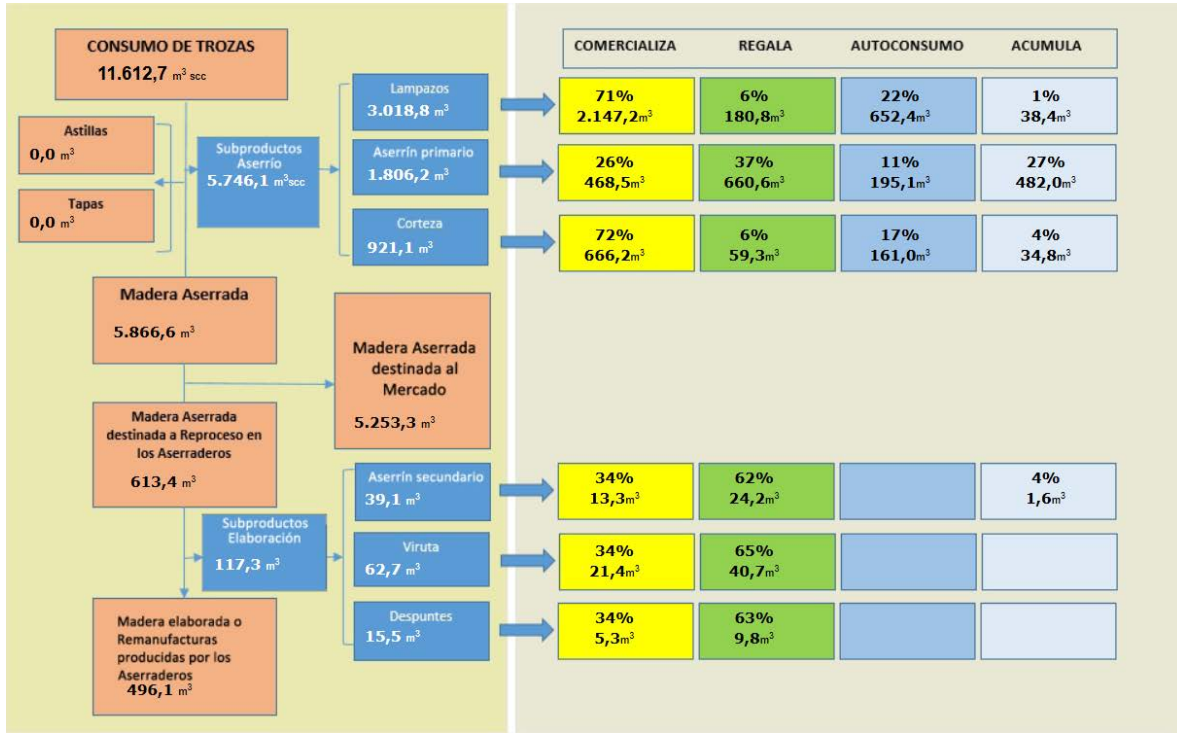 CONSUMO DE TROZAS
11.612,7 m³ scc
Astillas
0,0 m³
Tapas
0,0 m³
Subproductos
Aserrío
5.746,1 m³scc
Lampazos
3.018,8 m³
Aserrín primario
1.806,2 m³
Corteza
921,1 m³
COMERCIALIZA
REGALA
AUTOCONSUMO
ACUMULA
71%
2.147,2m³
6%
180,8m³
22%
652,4m³
1%
38,4m³
26%
468,5m³
37%
660,6m³
11%
195,1m³
27%
482,0m³
72%
666,2m³
6%
59,3m³
17%
161,0m³
4%
34,8m³
Madera Aserrada
5.866,6 m³
Madera Aserrada
destinada al
Mercado
5.253,3 m³
Madera Aserrada
destinada a Reproceso en
los Aserraderos
613,4 m³
Subproductos
Elaboración
117,3 m³
Aserrín secundario
39,1 m³
Viruta
62,7 m³
Despuntes
15,5 m³
34%
13,3m³
62%
24,2m³
4%
1,6m³
34%
21,4m³
65%
40,7m³
34%
5,3m³
63%
9,8m³
Madera elaborada o
Remanufacturas
producidas por los
Aserraderos
496,1 m³